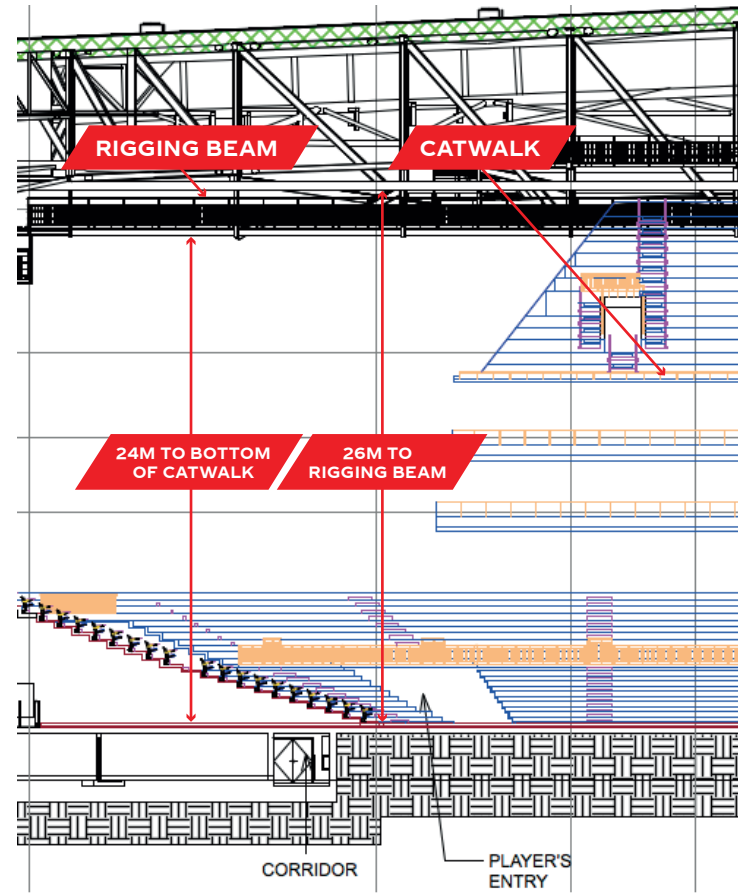 RIGGING BEAM
CATWALK
24M TO BOTTOM
OF CATWALK
26M TO
RIGGING BEAM
CORRIDOR
PLAYER'S
ENTRY